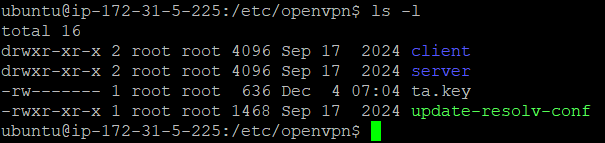 ubuntu@ip-172-31-5-225:/etc/openvpn$ ls -l
total 16
drwxr-xr-x 2 root root 4096 Sep 17  2024 client
drwxr-xr-x 2 root root 4096 Sep 17  2024 server
-rw------- 1 root root  636 Dec  4 07:04 ta.key
-rwxr-xr-x 1 root root 1468 Sep 17  2024 update-resolv-conf
ubuntu@ip-172-31-5-225:/etc/openvpn$